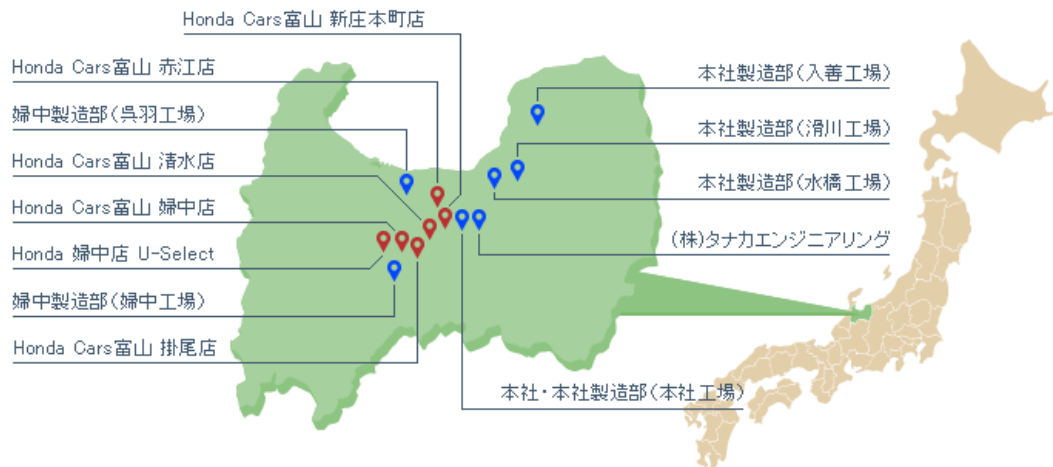 Honda Cars富山 新庄本町店
Honda Cars富山 赤江店
婦中製造部(呉羽工場)
Honda Cars富山 清水店
Honda Cars富山 婦中店
Honda 婦中店 U-Select
婦中製造部(婦中工場)
Honda Cars富山 掛尾店
本社製造部(入善工場)
本社製造部(滑川工場)
本社製造部(水橋工場)
(株)タナカエンジニアリング
本社・本社製造部(本社工場)